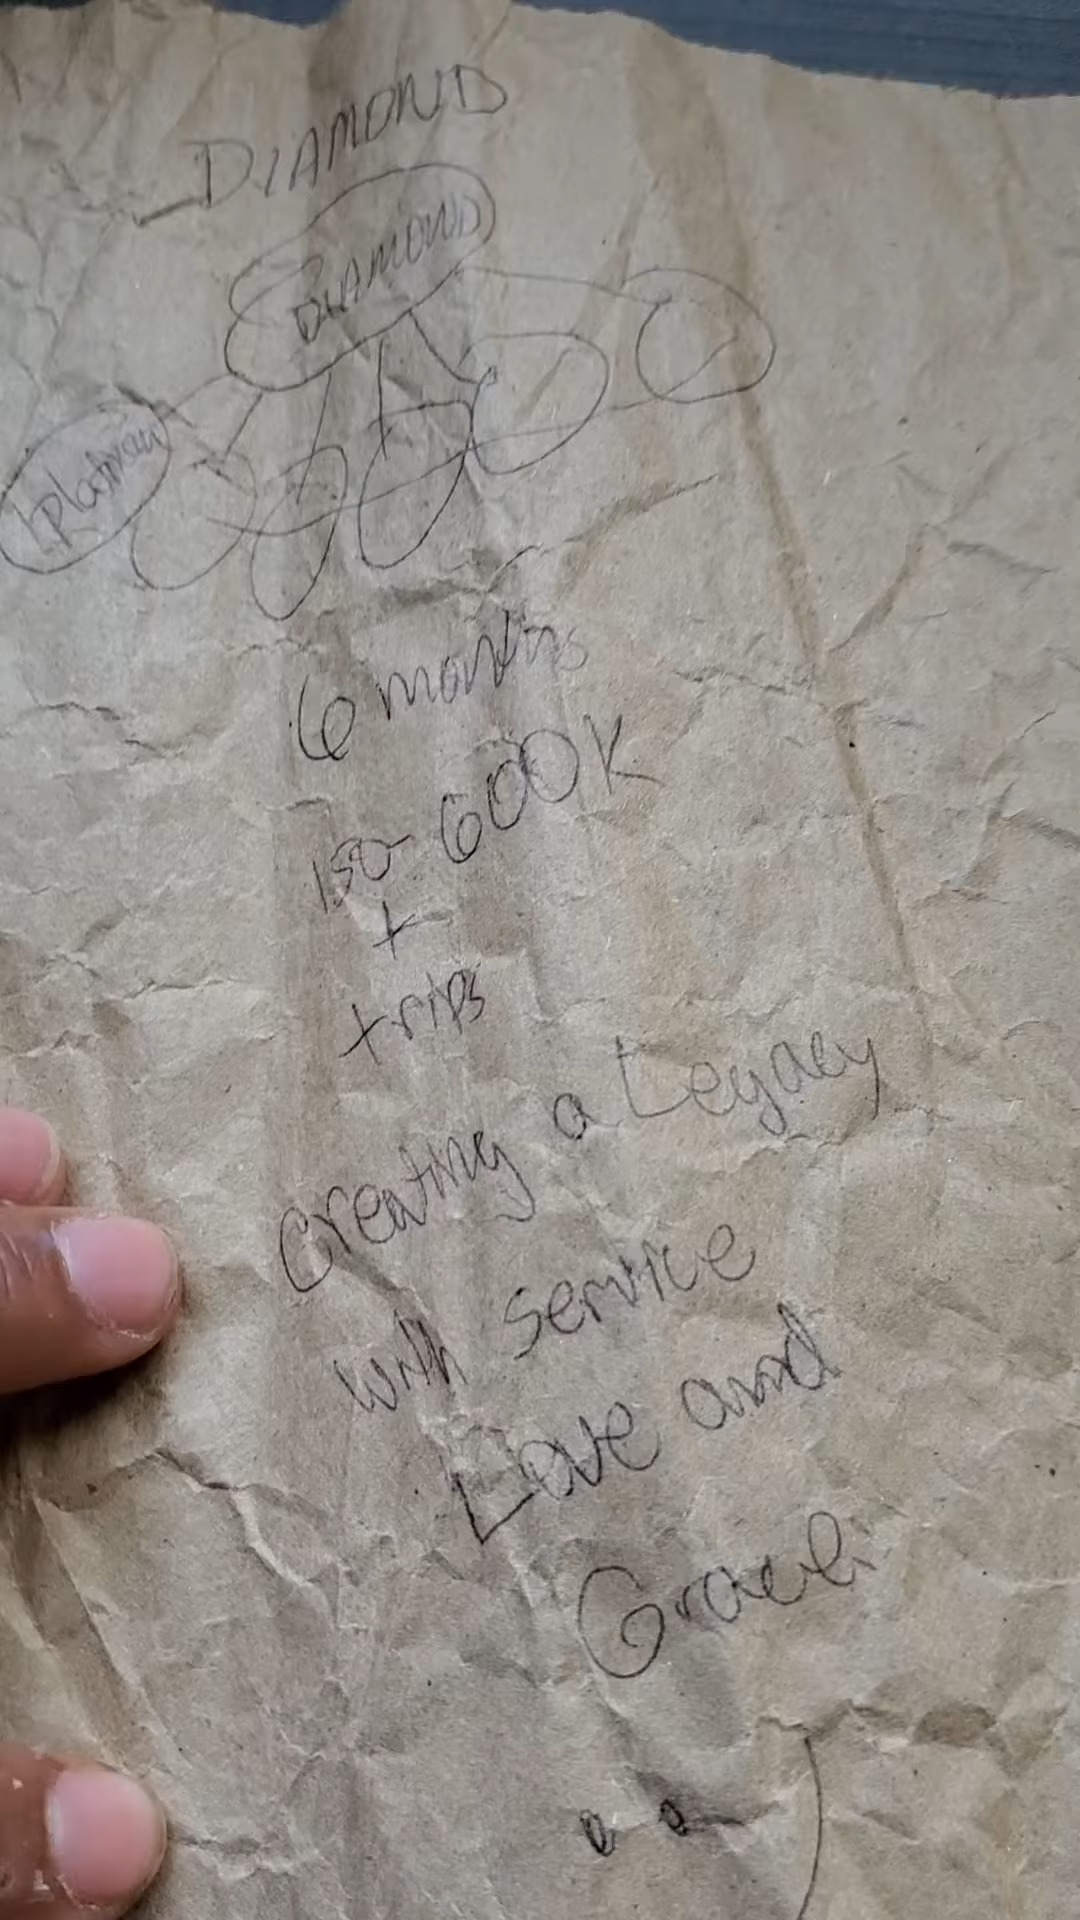 DIAMOND
DIAMOND
platinum
6 months
150-600K
+
trips
Creating a Legacy
with service
Love and
Grace